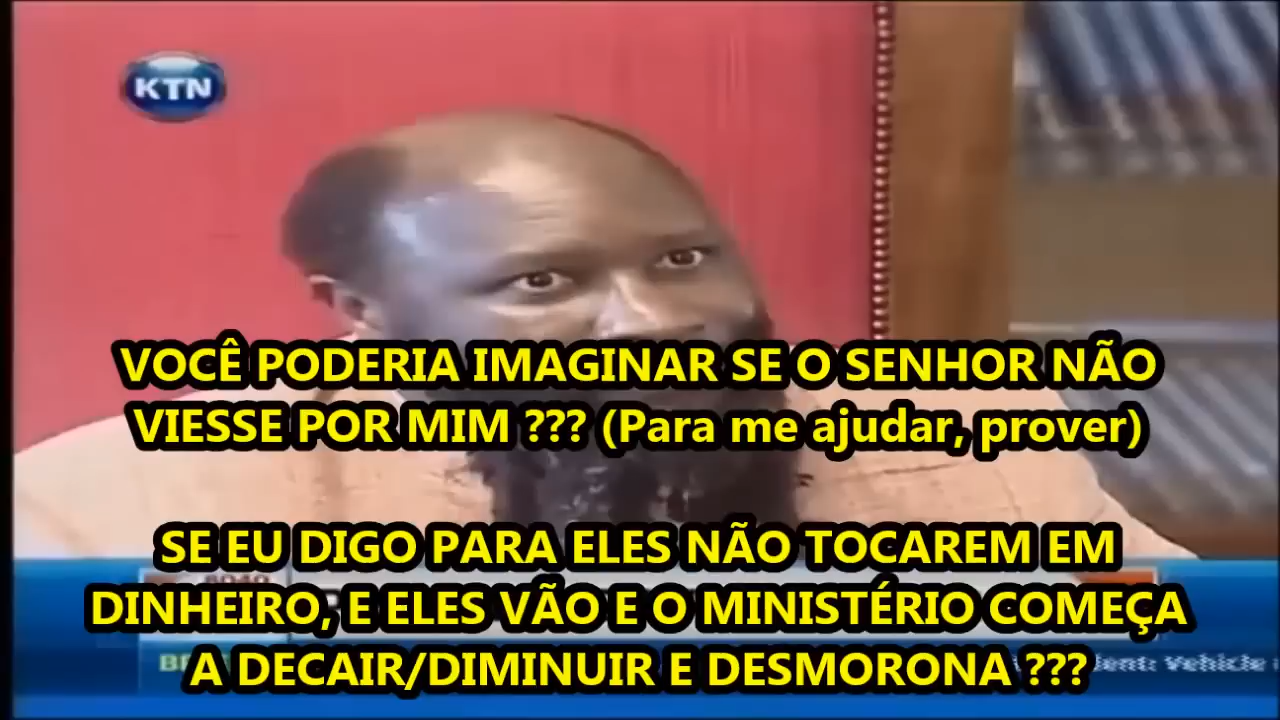 KTN
VOCÊ PODERIA IMAGINAR SE O SENHOR NÃO
VIESSE POR MIM ??? (Para me ajudar, prover)
SE EU DIGO PARA ELES NÃO TOCAREM EM
DINHEIRO, E ELES VÃO E O MINISTÉRIO COMEÇA
A DECAIR/DIMINUIR E DESMORONA ???
Vehicle